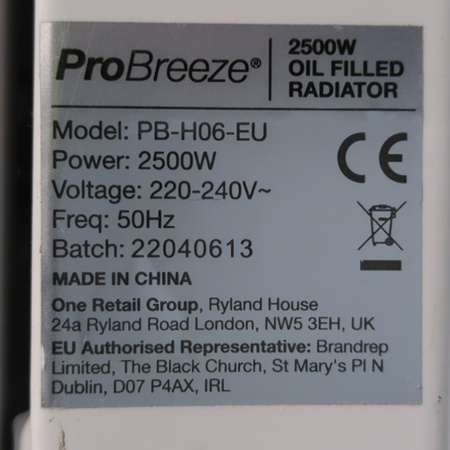 ProBreeze®
2500W
OIL FILLED
RADIATOR
Model: PB-H06-EU
Power: 2500W
Voltage: 220-240V~
Freq: 50Hz
Batch: 22040613
MADE IN CHINA
One Retail Group, Ryland House
24a Ryland Road London, NW5 3EH, UK
EU Authorised Representative: Brandrep
Limited, The Black Church, St Mary's Pl N
Dublin, D07 P4AX, IRL
CE